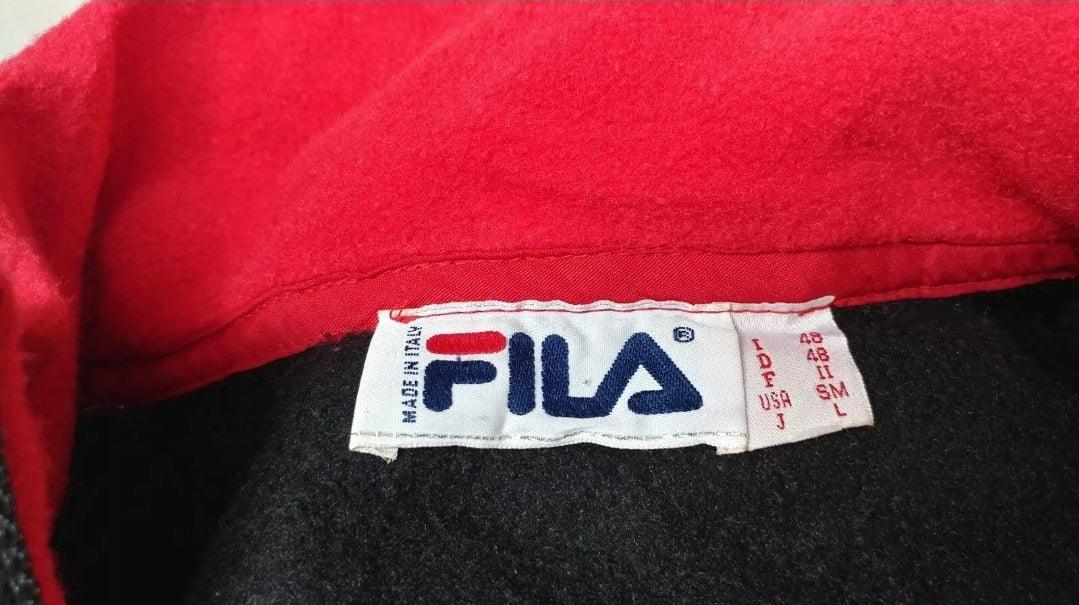 MADE IN ITALY
FILA®
I 48
D 48
F II
USA SM
J L